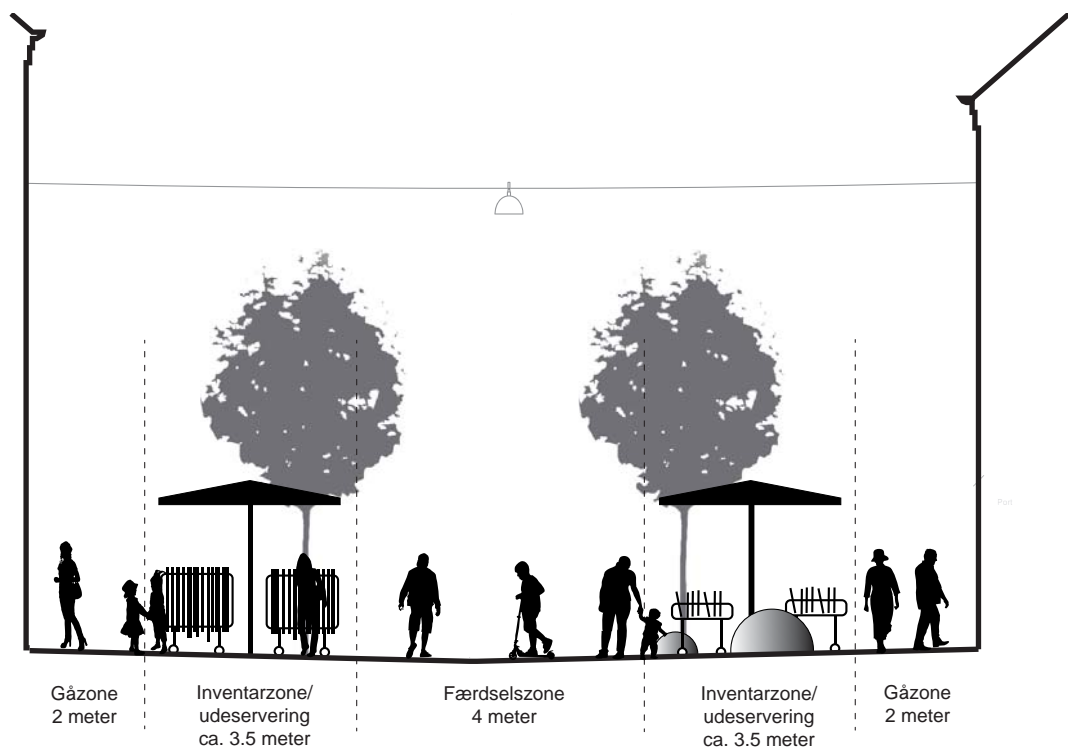 Port
Gåzone
2 meter
Inventarzone/
udeservering
ca. 3.5 meter
Færdselszone
4 meter
Inventarzone/
udeservering
ca. 3.5 meter
Gåzone
2 meter